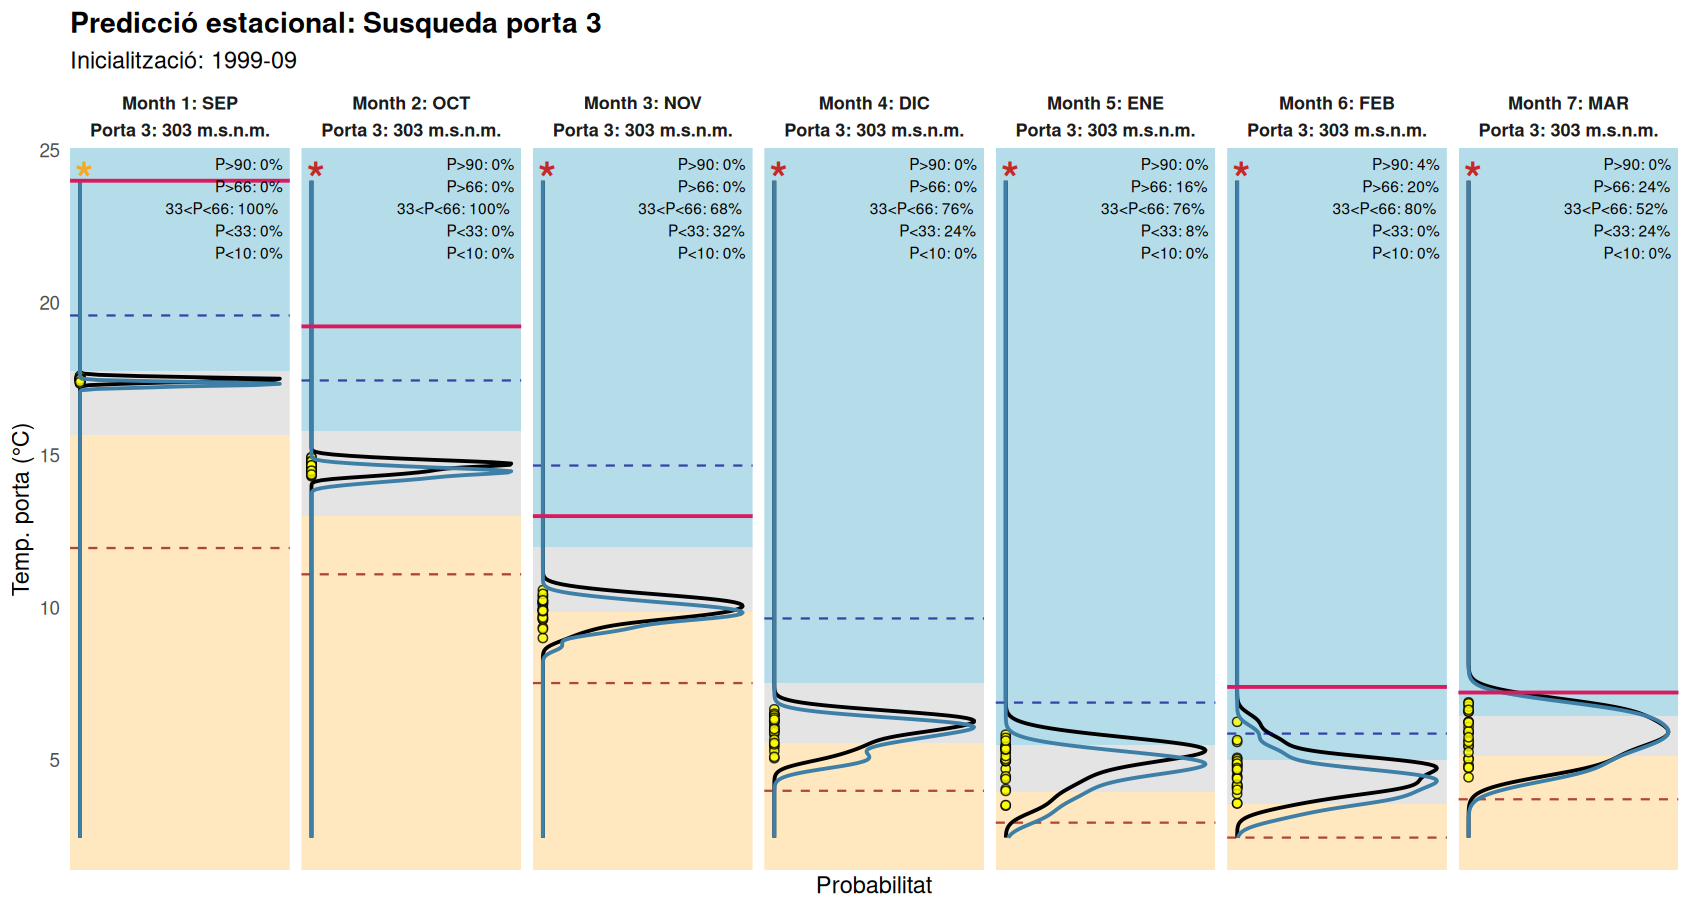 Predicció estacional: Susqueda porta 3
Inicialització: 1999-09
Month 1: SEP
Porta 3: 303 m.s.n.m.
Month 2: OCT
Porta 3: 303 m.s.n.m.
Month 3: NOV
Porta 3: 303 m.s.n.m.
Month 4: DIC
Porta 3: 303 m.s.n.m.
Month 5: ENE
Porta 3: 303 m.s.n.m.
Month 6: FEB
Porta 3: 303 m.s.n.m.
Month 7: MAR
Porta 3: 303 m.s.n.m.
Temp. porta (°C)
25
20
15
10
5
*
P>90: 0%
P>66: 0%
33<P<66: 100%
P<33: 0%
P<10: 0%
*
P>90: 0%
P>66: 0%
33<P<66: 100%
P<33: 0%
P<10: 0%
*
P>90: 0%
P>66: 0%
33<P<66: 68%
P<33: 32%
P<10: 0%
*
P>90: 0%
P>66: 0%
33<P<66: 76%
P<33: 24%
P<10: 0%
*
P>90: 0%
P>66: 16%
33<P<66: 76%
P<33: 8%
P<10: 0%
*
P>90: 4%
P>66: 20%
33<P<66: 80%
P<33: 0%
P<10: 0%
*
P>90: 0%
P>66: 24%
33<P<66: 52%
P<33: 24%
P<10: 0%
Probabilitat